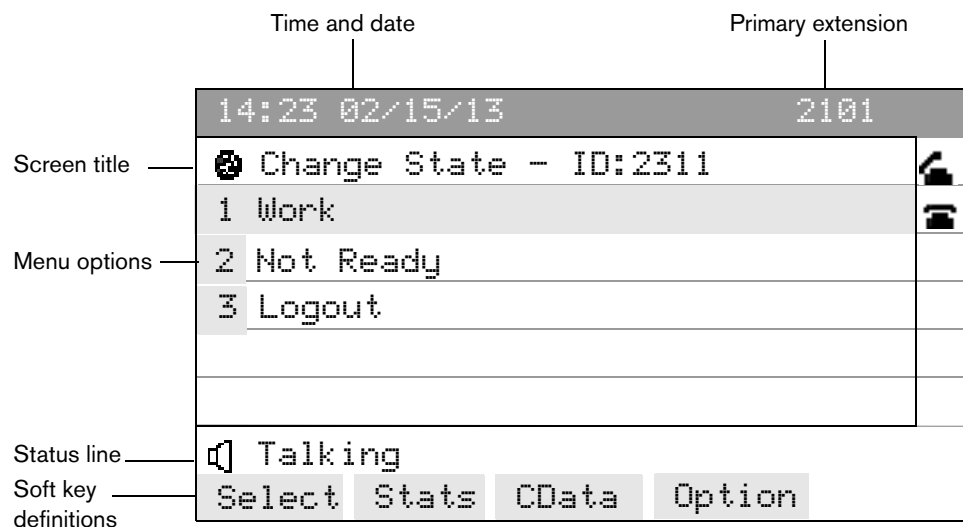 Time and date
Primary extension
14:23 02/15/13 2101
Screen title
Change State - ID:2311
1 Work
Menu options
2 Not Ready
3 Logout
Status line
Talking
Soft key
definitions
Select Stats CData Option